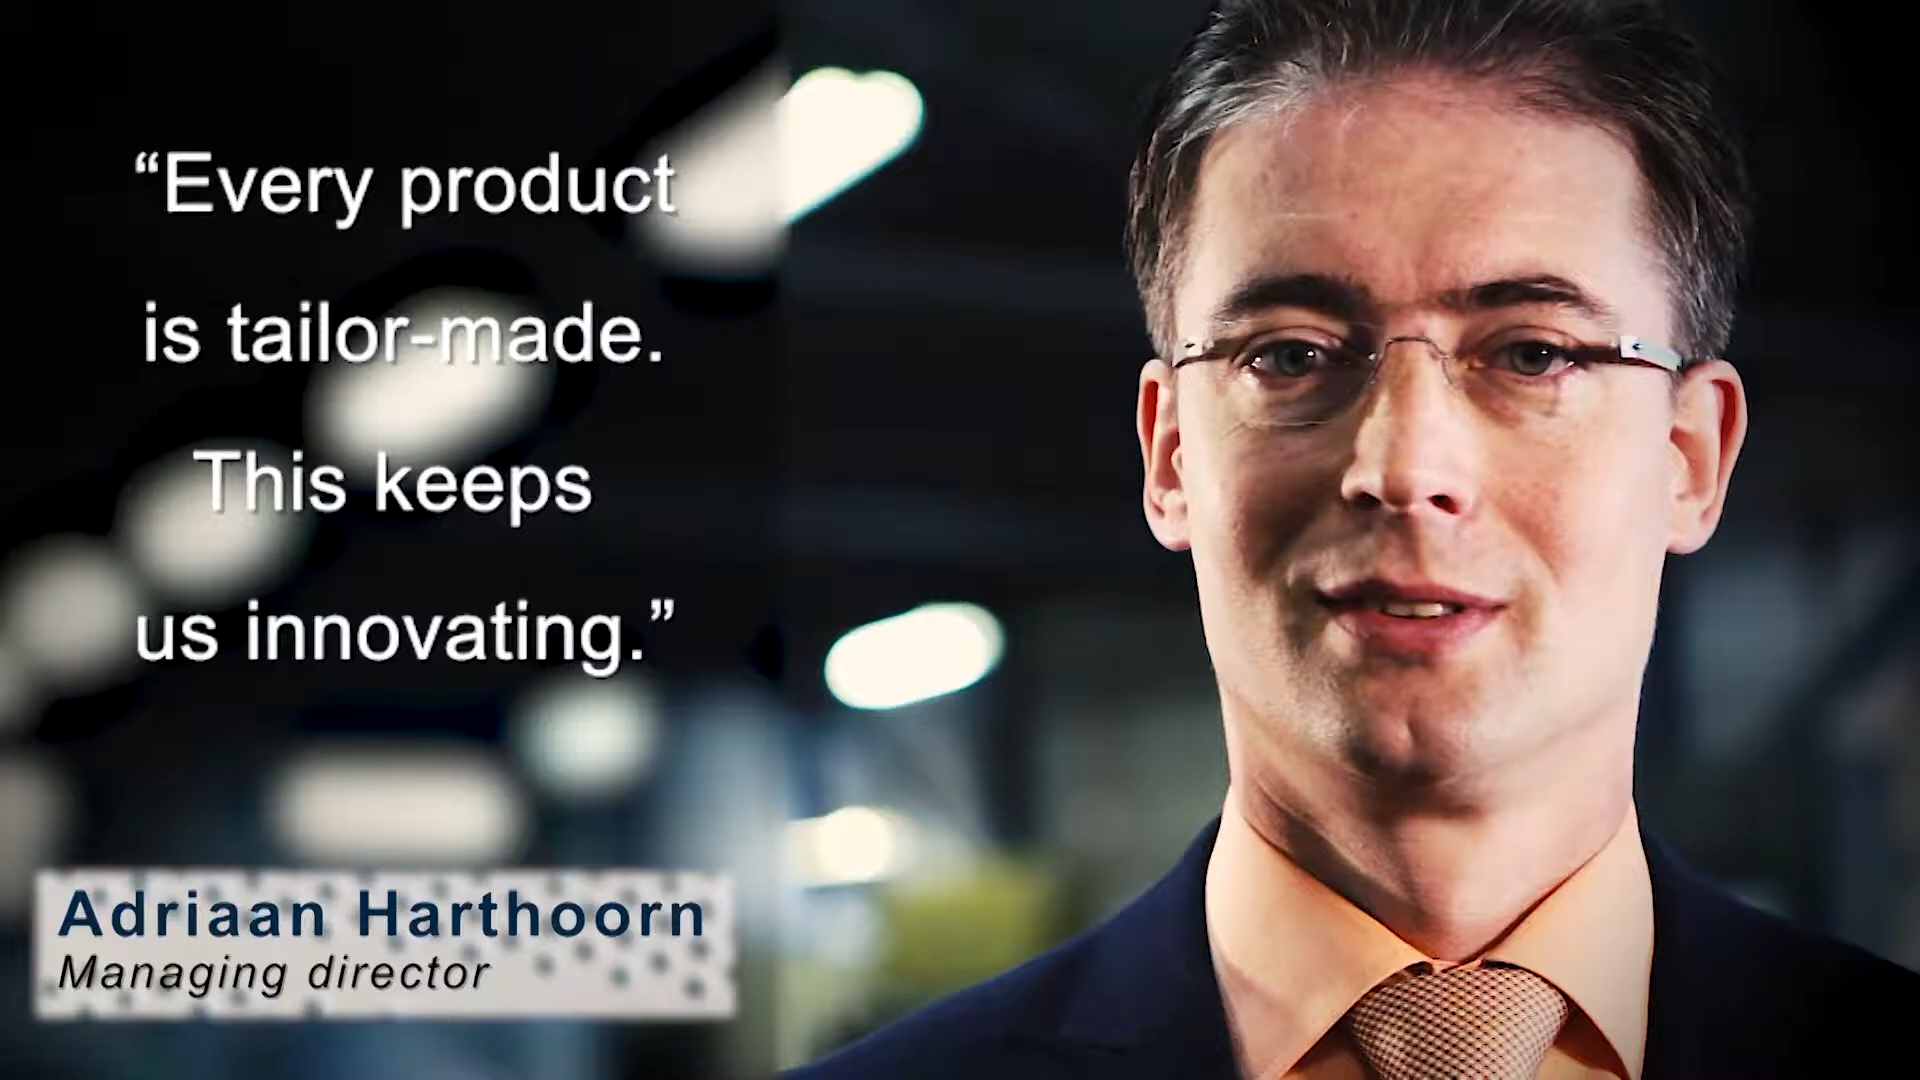 “Every product
is tailor-made.
This keeps
us innovating.”
Adriaan Harthoorn
Managing director